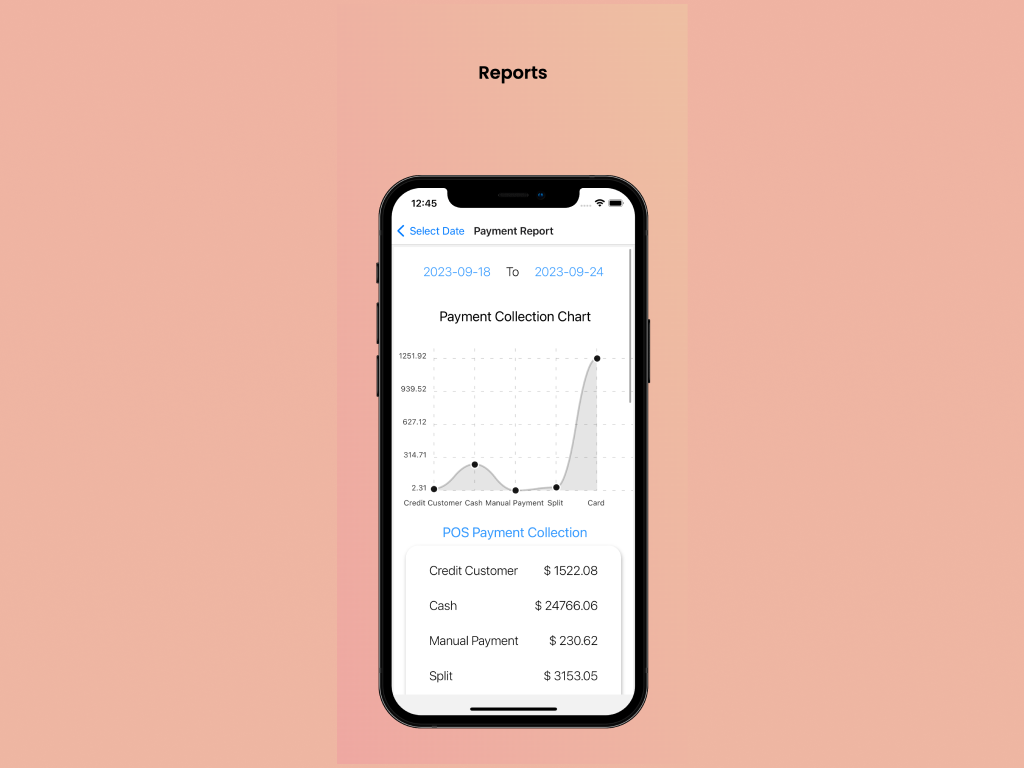 Reports
12:45
Select Date Payment Report
2023-09-18 To 2023-09-24
Payment Collection Chart
1251.92
939.52
627.12
314.71
2.31
Credit Customer Cash Manual Payment Split Card
POS Payment Collection
Credit Customer $ 1522.08
Cash $ 24766.06
Manual Payment $ 230.62
Split $ 3153.05